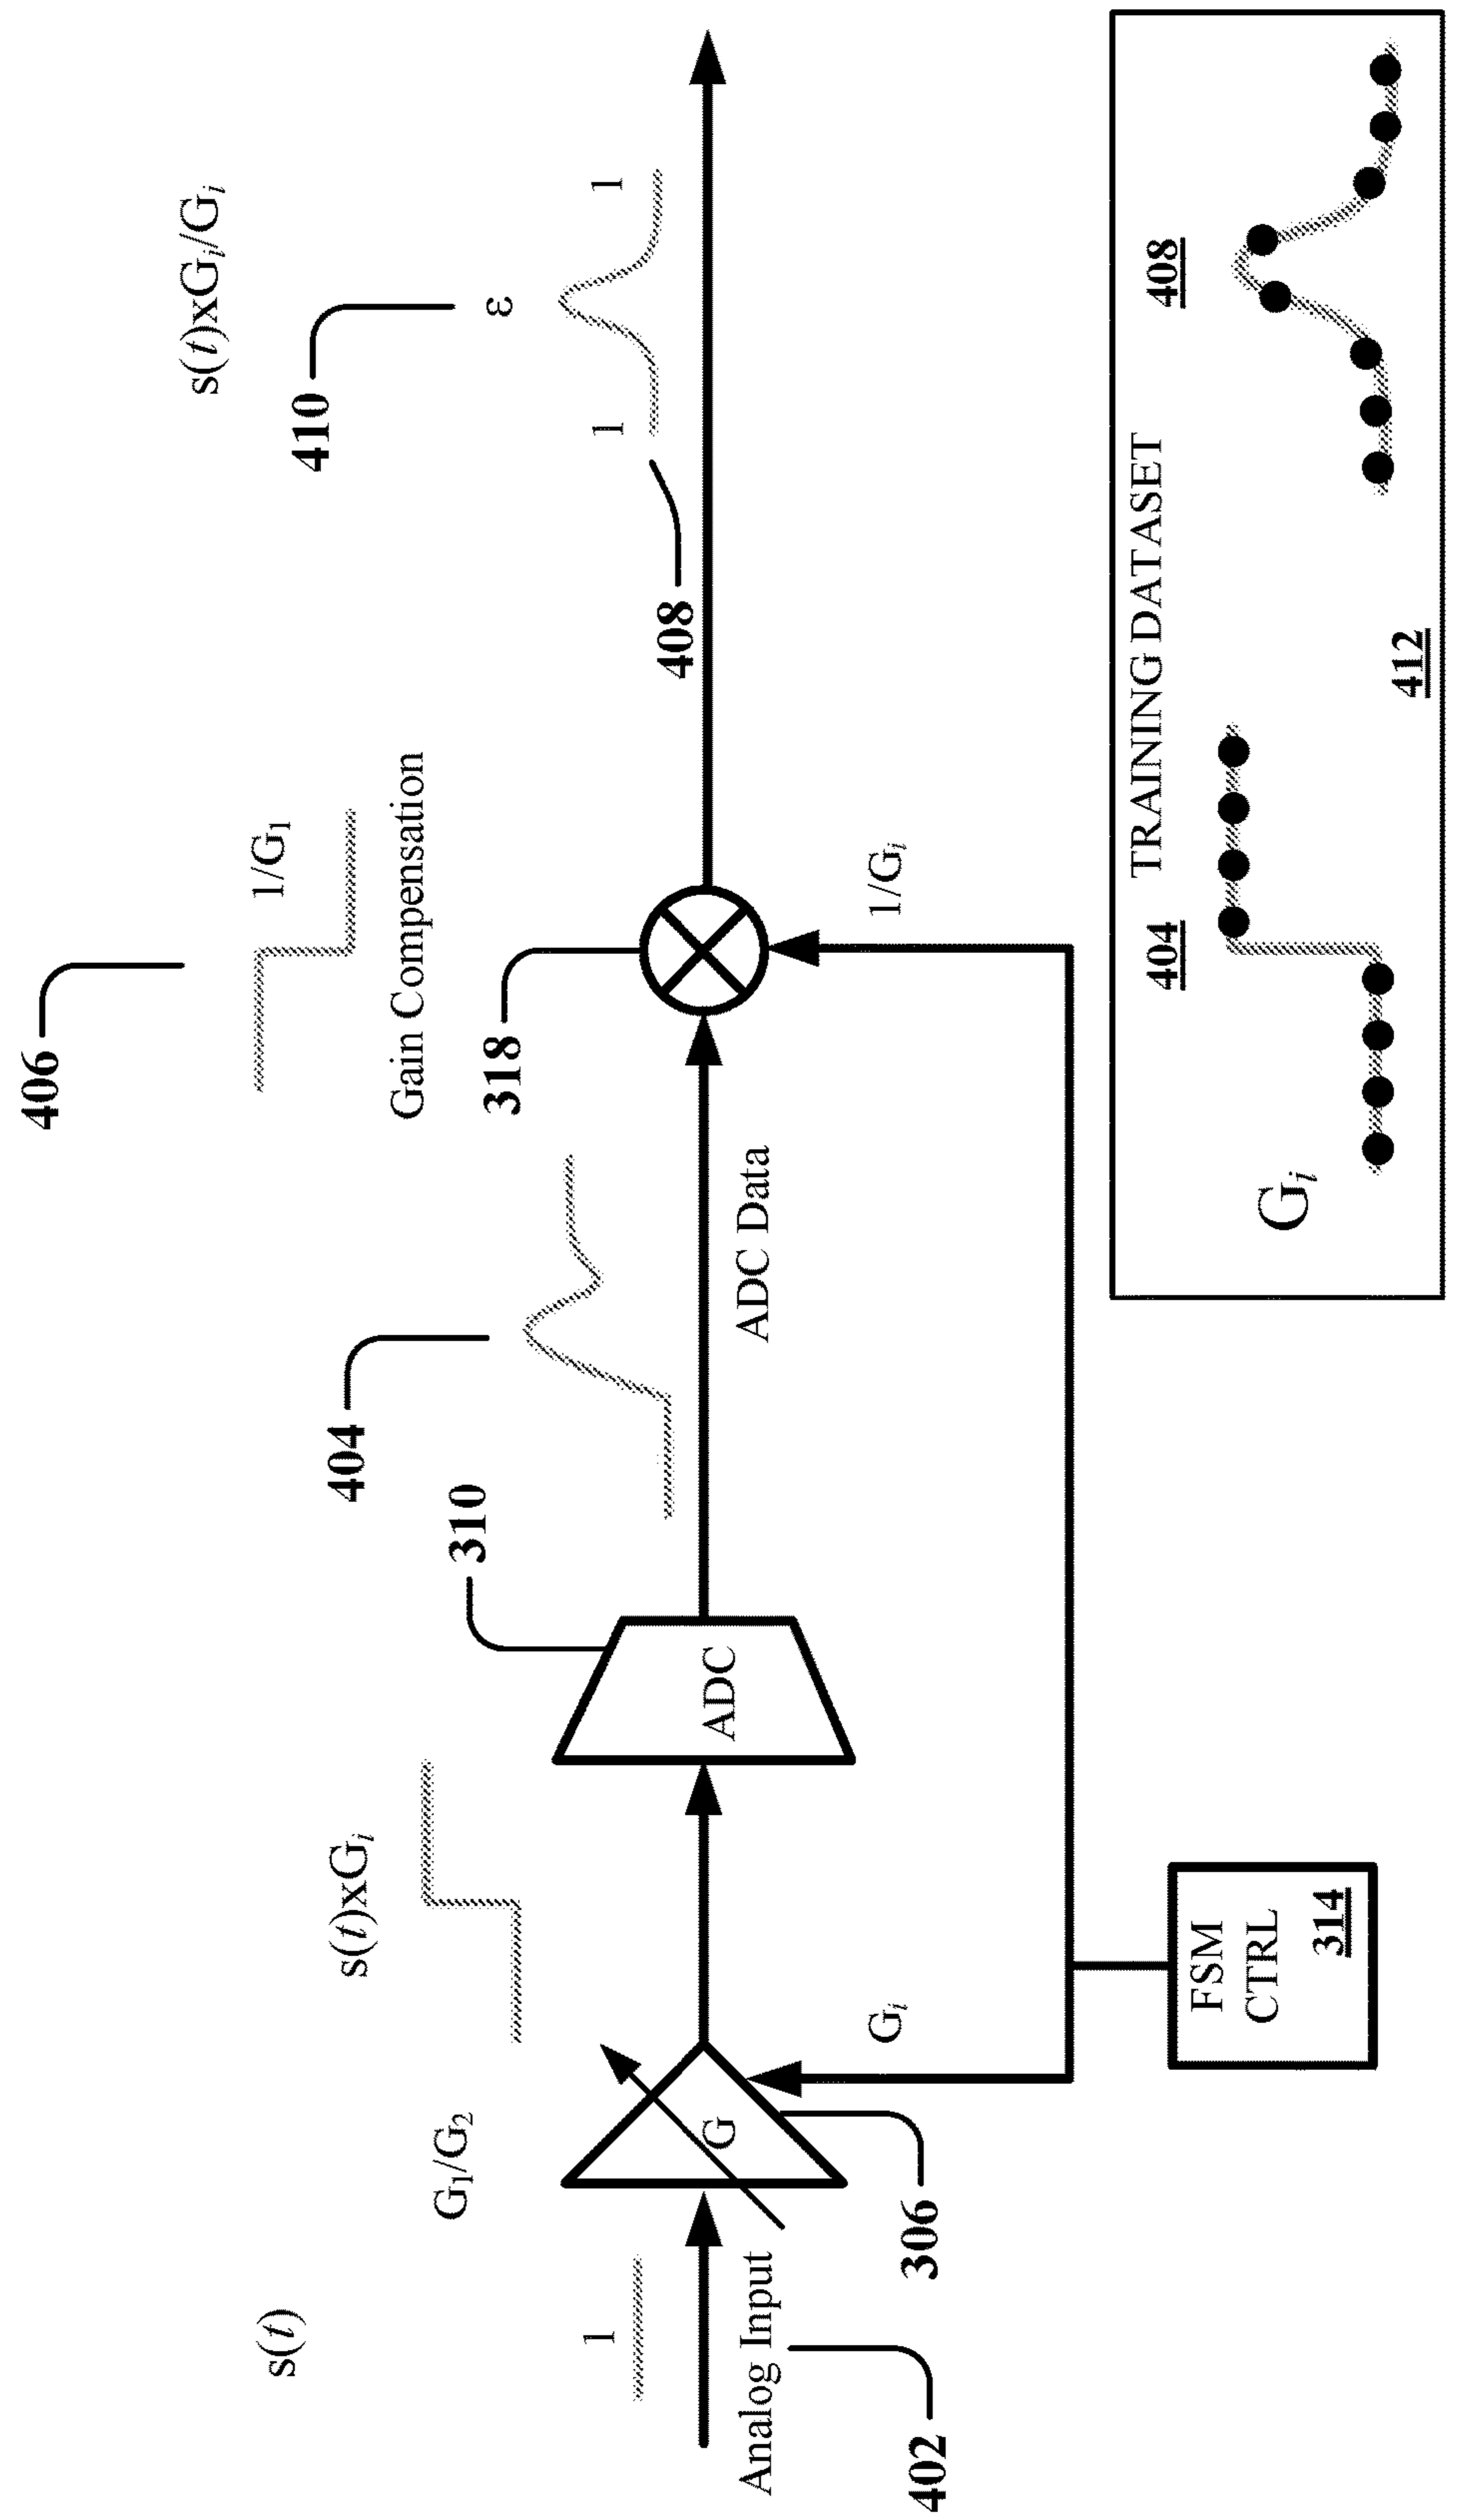 406
410
s(t)xGi/Gi
1/G1
s(t)xGi
404
s(t)
Gain Compensation
G1/G2
310
318
ε
1
1
1
408
ADC
G
Analog Input
ADC Data
402
306
Gi
1/Gi
FSM
CTRL
314
TRAINING DATASET
404
408
Gi
412